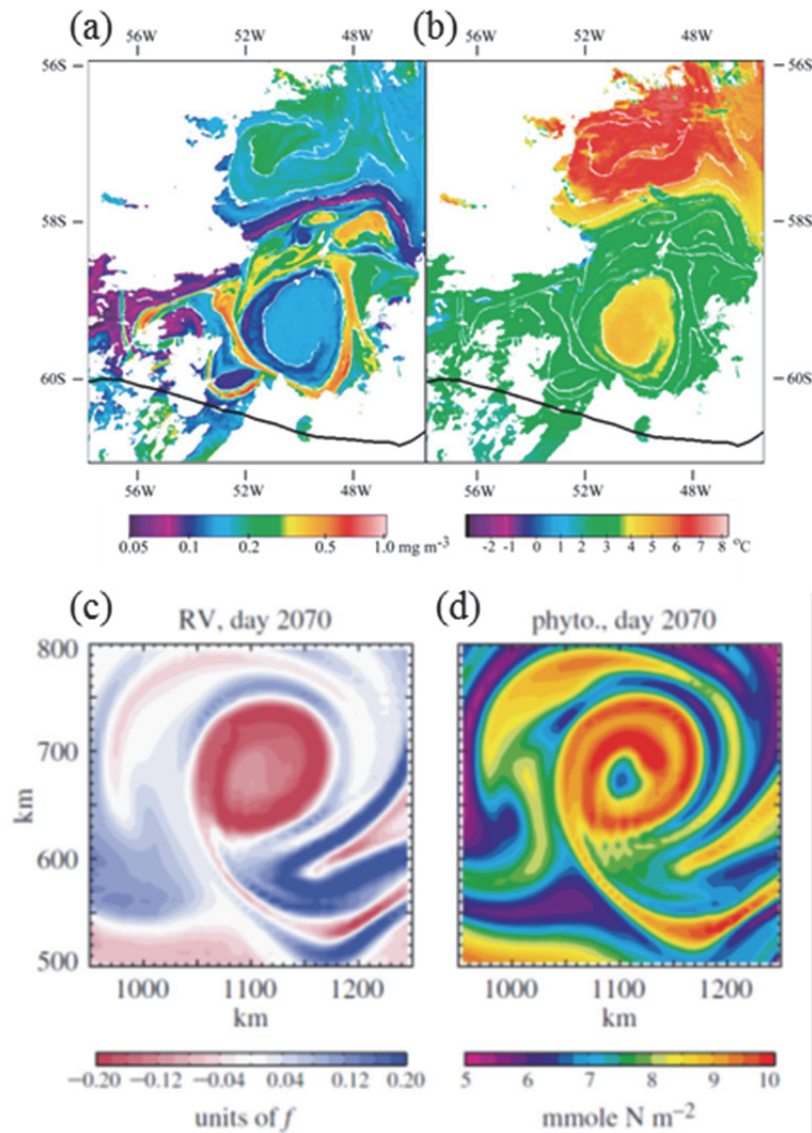 (a) (b)
56W 52W 48W 56W 52W 48W
56S 56S
58S 58S
60S 60S
56W 52W 48W 56W 52W 48W
0.05 0.1 0.2 0.5 1.0 mg m⁻³ -2 -1 0 1 2 3 4 5 6 7 8 °C
(c) (d)
RV, day 2070 phyto., day 2070
800
700
km
600
500
1000 1100 1200 1000 1100 1200
km km
−0.20 −0.12 −0.04 0.04 0.12 0.20 5 6 7 8 9 10
units of f mmole N m⁻²